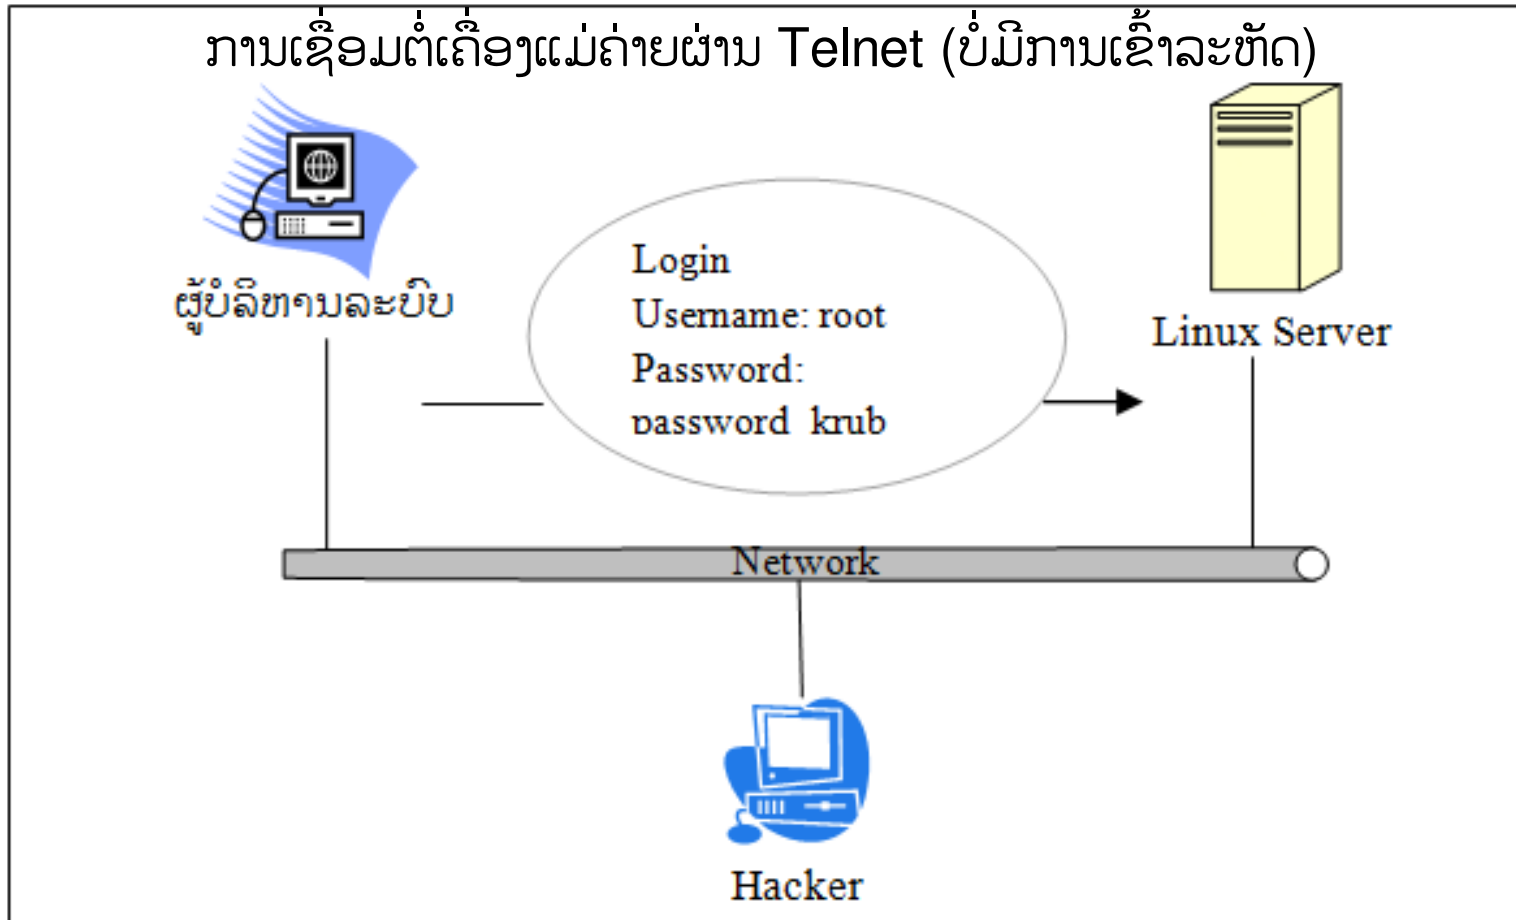 ການເຊື່ອມຕໍ່ເຄື່ອງແມ່ຄ່າຍຜ່ານ Telnet (ບໍ່ມີການເຂົ້າລະຫັດ)
ຜູ້ບໍລິຫານລະບົບ
Login
Username: root
Password:
password_krub
Linux Server
Network
Hacker